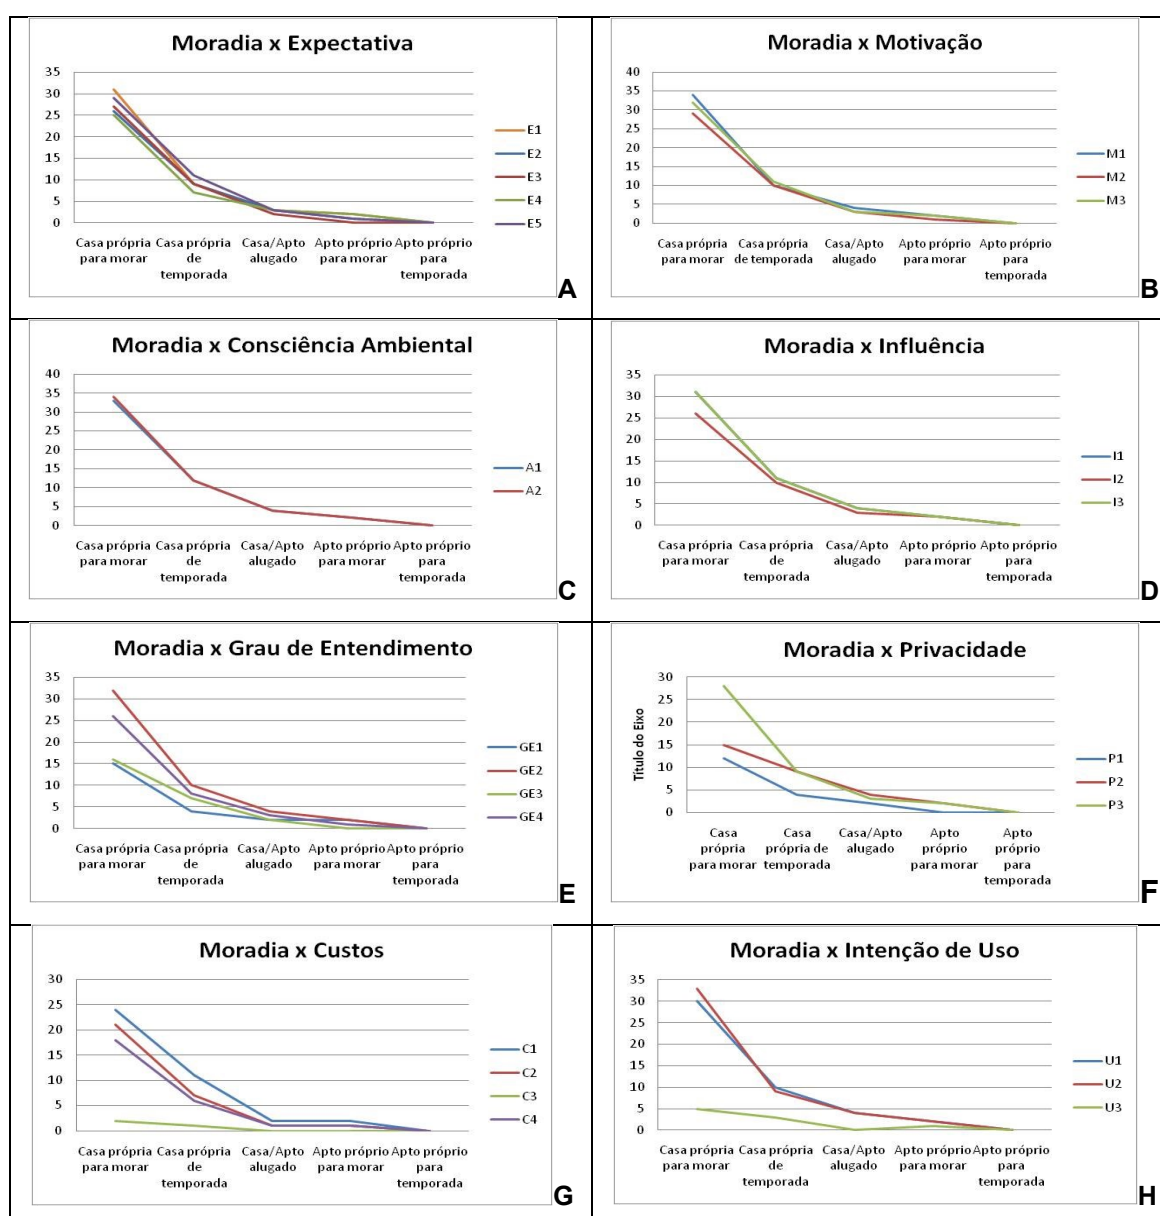 Moradia x Expectativa
35
30
25
20
15
10
5
0
E1
E2
E3
E4
E5
Casa própria Casa própria Casa/Apto Apto próprio Apto próprio
para morar de alugado para morar para
temporada temporada
A
Moradia x Motivação
40
35
30
25
20
15
10
5
0
M1
M2
M3
Casa própria Casa própria Casa/Apto Apto próprio Apto próprio
para morar de temporada alugado para morar para
temporada
B
Moradia x Consciência Ambiental
40
35
30
25
20
15
10
5
0
A1
A2
Casa própria Casa própria Casa/Apto Apto próprio Apto próprio
para morar de alugado para morar para
temporada temporada
C
Moradia x Influência
35
30
25
20
15
10
5
0
I1
I2
I3
Casa própria Casa própria Casa/Apto Apto próprio Apto próprio
para morar de alugado para morar para
temporada temporada
D
Moradia x Grau de Entendimento
35
30
25
20
15
10
5
0
GE1
GE2
GE3
GE4
Casa própria Casa própria Casa/Apto Apto próprio Apto próprio
para morar de alugado para morar para
temporada temporada
E
Moradia x Privacidade
Título do Eixo
30
25
20
15
10
5
0
P1
P2
P3
Casa Casa Casa/Apto Apto Apto
própria própria de alugado próprio próprio
para morar temporada para morar para
temporada
F
Moradia x Custos
30
25
20
15
10
5
0
C1
C2
C3
C4
Casa própria Casa própria Casa/Apto Apto próprio Apto próprio
para morar de alugado para morar para
temporada temporada
G
Moradia x Intenção de Uso
35
30
25
20
15
10
5
0
U1
U2
U3
Casa própria Casa própria Casa/Apto Apto próprio Apto próprio
para morar de alugado para morar para
temporada temporada
H